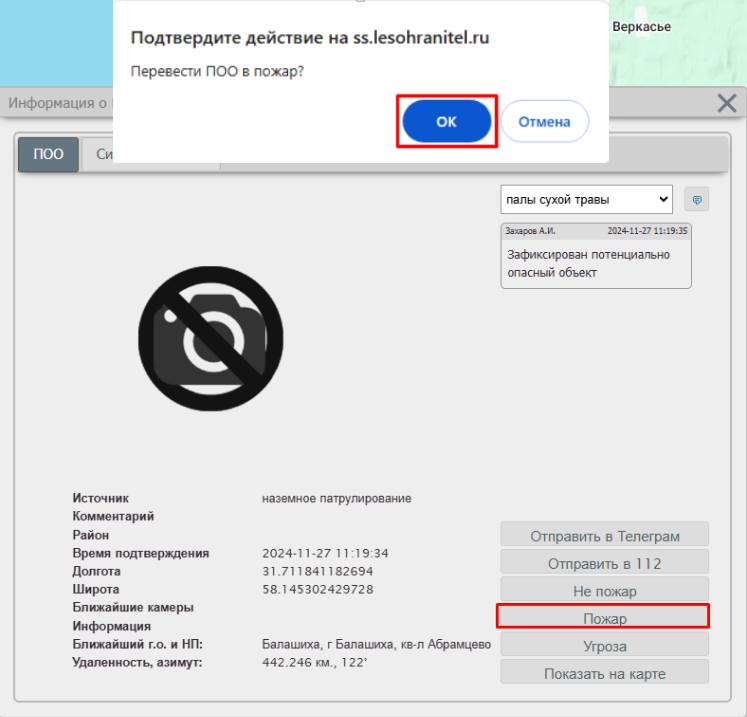 Подтвердите действие на ss.lesohranitel.ru
Перевести ПОО в пожар?
ОК
Отмена
Веркасье
Информация о
ПОО
Си
палы сухой травы
Захаров А.И. 2024-11-27 11:19:35
Зафиксирован потенциально
опасный объект
Источник наземное патрулирование
Комментарий
Район
Время подтверждения 2024-11-27 11:19:34
Долгота 31.711841182694
Широта 58.145302429728
Ближайшие камеры
Информация
Ближайший г.о. и НП: Балашиха, г Балашиха, кв-л Абрамцево
Удаленность, азимут: 442.246 км., 122°
Отправить в Телеграм
Отправить в 112
Не пожар
Пожар
Угроза
Показать на карте